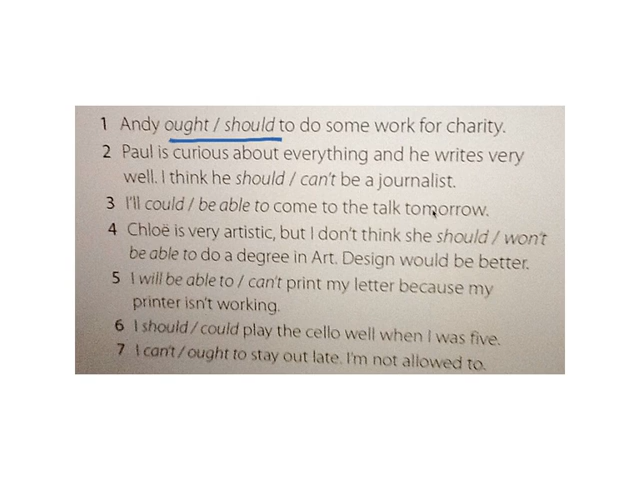 1 Andy ought / should to do some work for charity.
2 Paul is curious about everything and he writes very
well. I think he should / can't be a journalist.
3 I'll could / be able to come to the talk tomorrow.
4 Chloë is very artistic, but I don't think she should / won't
be able to do a degree in Art. Design would be better.
5 I will be able to / can't print my letter because my
printer isn't working.
6 I should / could play the cello well when I was five.
7 I can't / ought to stay out late. I'm not allowed to.